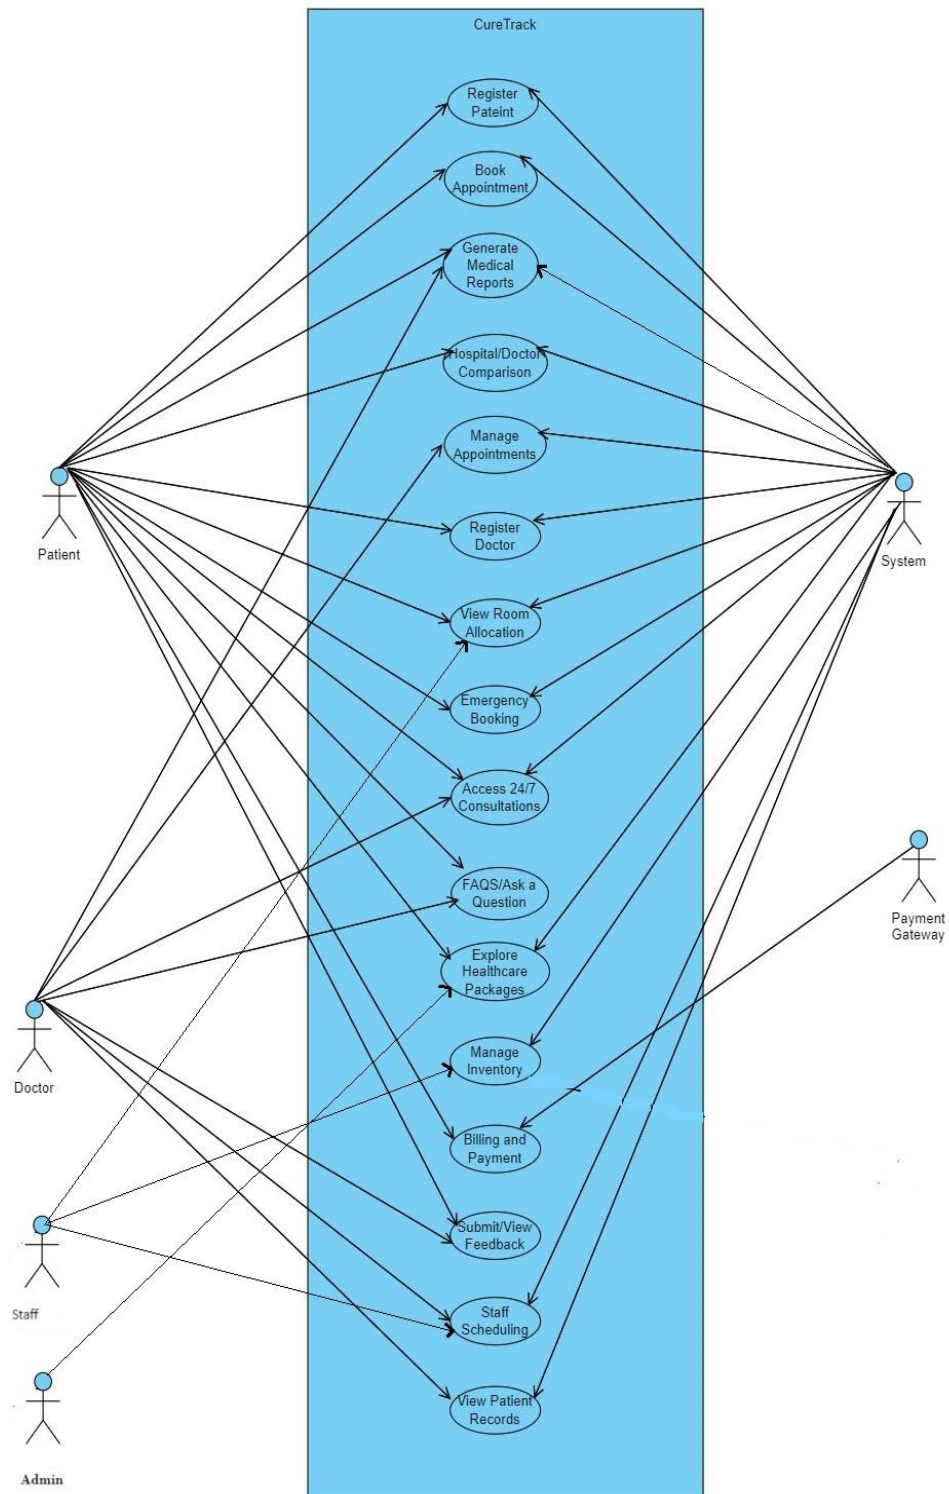 CureTrack
Register
Pateint
Book
Appointment
Generate
Medical
Reports
Hospital/Doctor
Comparison
Manage
Appointments
Patient
System
Register
Doctor
View Room
Allocation
Emergency
Booking
Access 24/7
Consultations
FAQS/Ask a
Question
Payment
Gateway
Explore
Healthcare
Packages
Doctor
Manage
Inventory
Billing and
Payment
Submit/View
Feedback
Staff
Staff
Scheduling
View Patient
Records
Admin